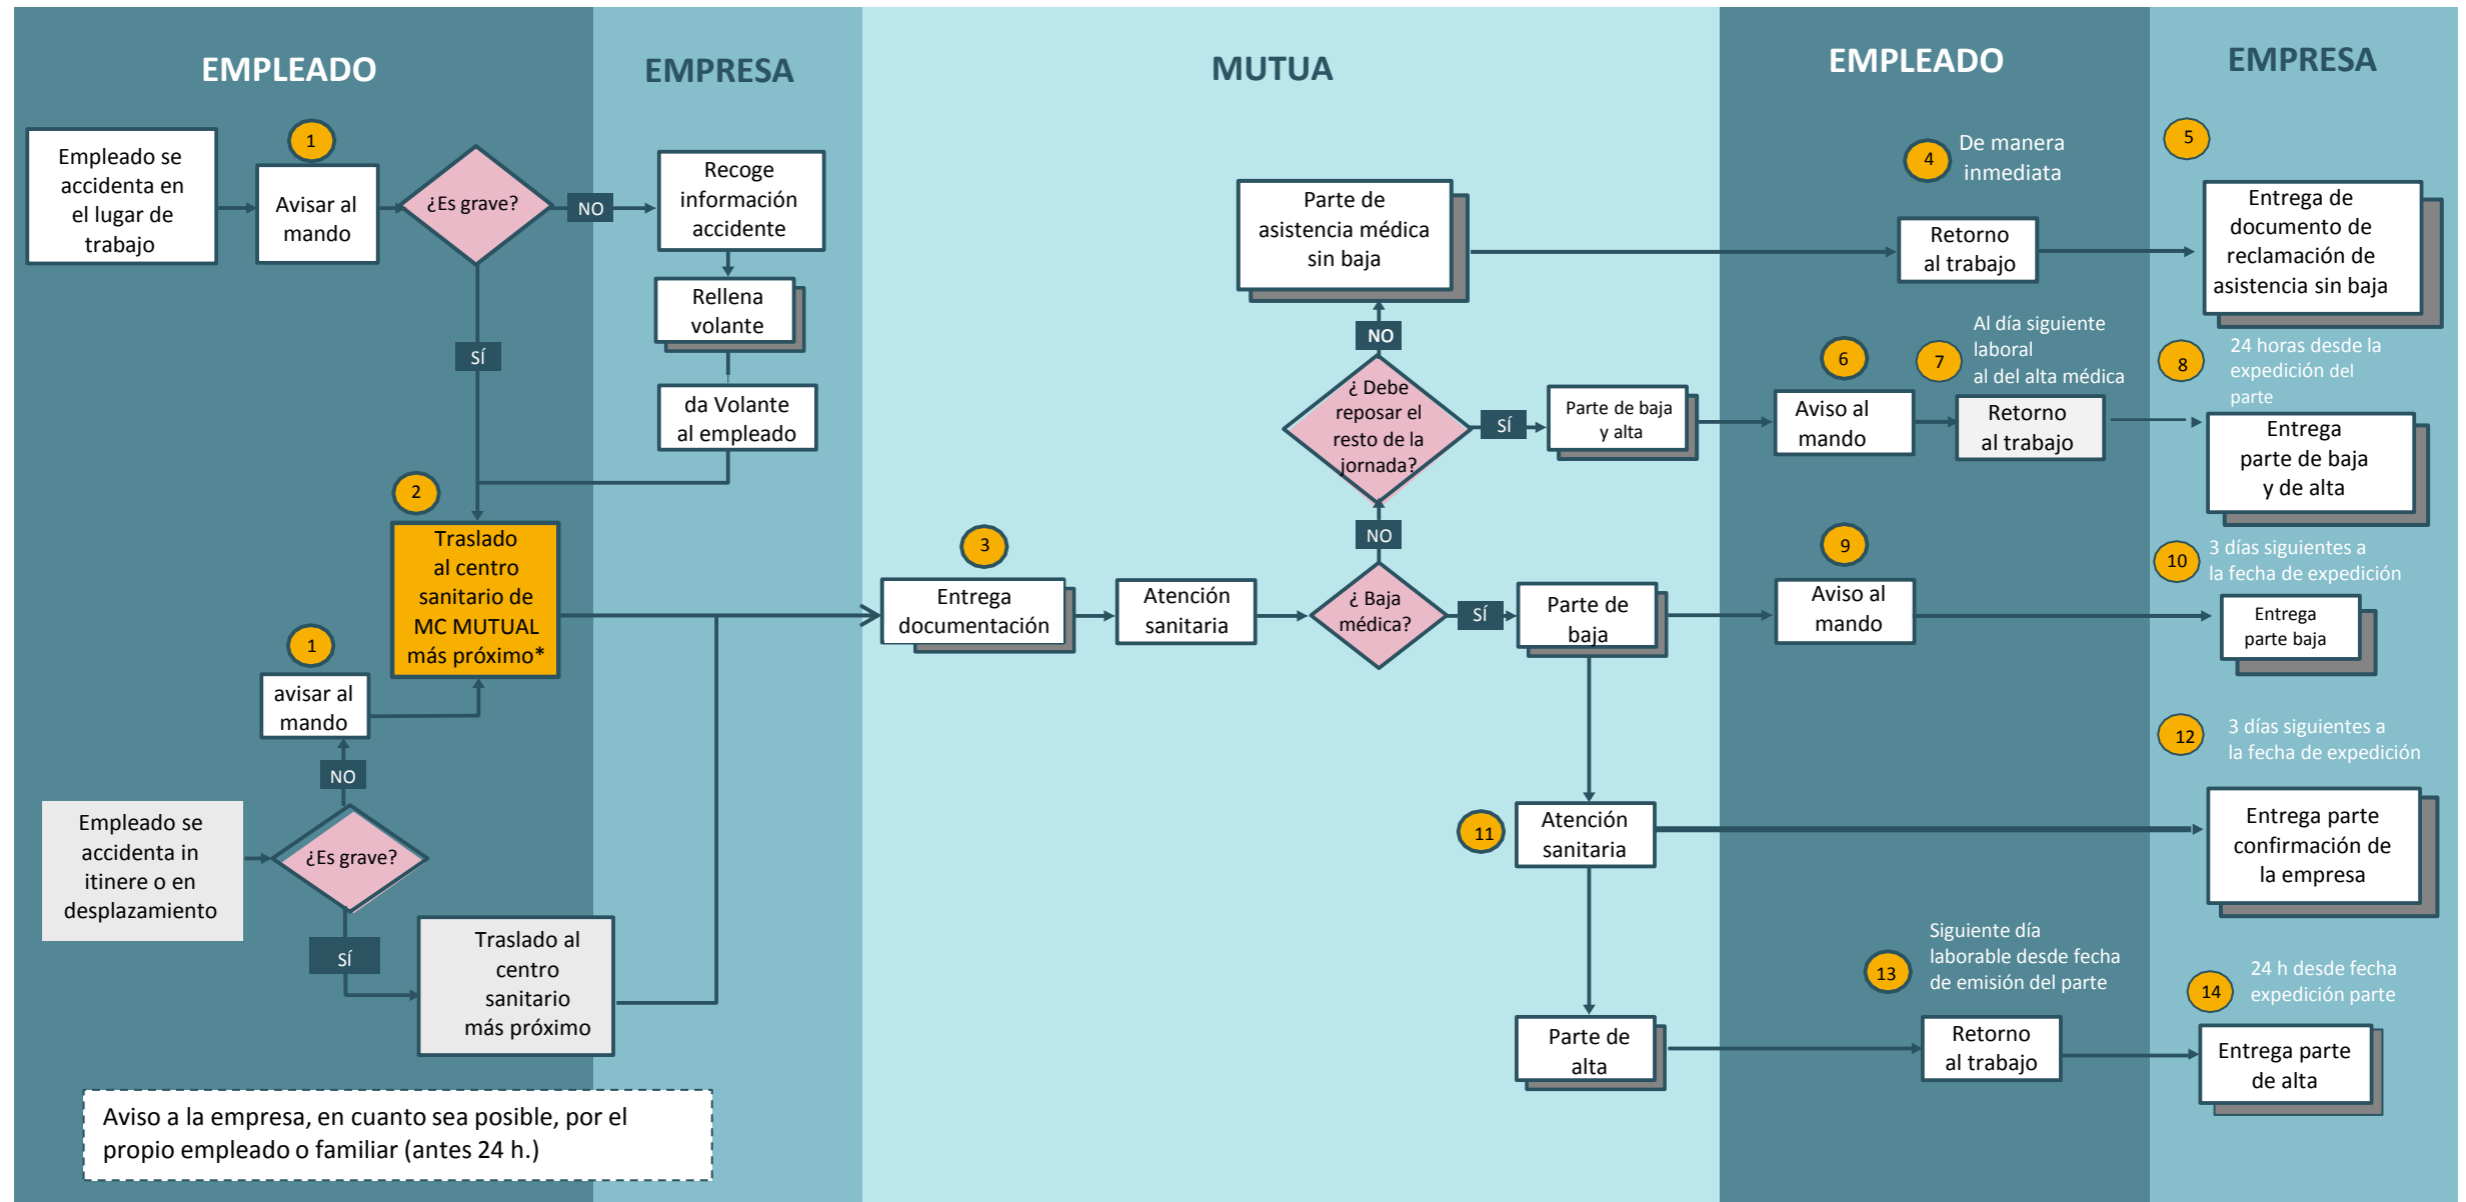 EMPLEADO
EMPRESA
MUTUA
EMPLEADO
EMPRESA
Empleado se
accidenta en
el lugar de
trabajo
1
Avisar al
mando
¿Es grave?
NO
SÍ
Recoge
información
accidente
Rellena
volante
da Volante
al empleado
2
Traslado
al centro
sanitario de
MC MUTUAL
más próximo*
1
avisar al
mando
NO
Empleado se
accidenta in
itinere o en
desplazamiento
¿Es grave?
SÍ
Traslado al
centro
sanitario
más próximo
Aviso a la empresa, en cuanto sea posible, por el
propio empleado o familiar (antes 24 h.)
3
Entrega
documentación
Atención
sanitaria
¿ Baja
médica?
NO
¿ Debe
reposar el
resto de la
jornada?
NO
Parte de
asistencia médica
sin baja
4
De manera
inmediata
Retorno
al trabajo
5
Entrega de
documento de
reclamación de
asistencia sin baja
SÍ
Parte de baja
y alta
6
Aviso al
mando
7
Al día siguiente
laboral
al del alta médica
Retorno
al trabajo
8
24 horas desde la
expedición del
parte
Entrega
parte de baja
y de alta
SÍ
Parte de
baja
9
Aviso al
mando
10
3 días siguientes a
la fecha de expedición
Entrega
parte baja
11
Atención
sanitaria
12
3 días siguientes a
la fecha de expedición
Entrega parte
confirmación de
la empresa
Parte de
alta
13
Siguiente día
laborable desde fecha
de emisión del parte
Retorno
al trabajo
14
24 h desde fecha
expedición parte
Entrega parte
de alta